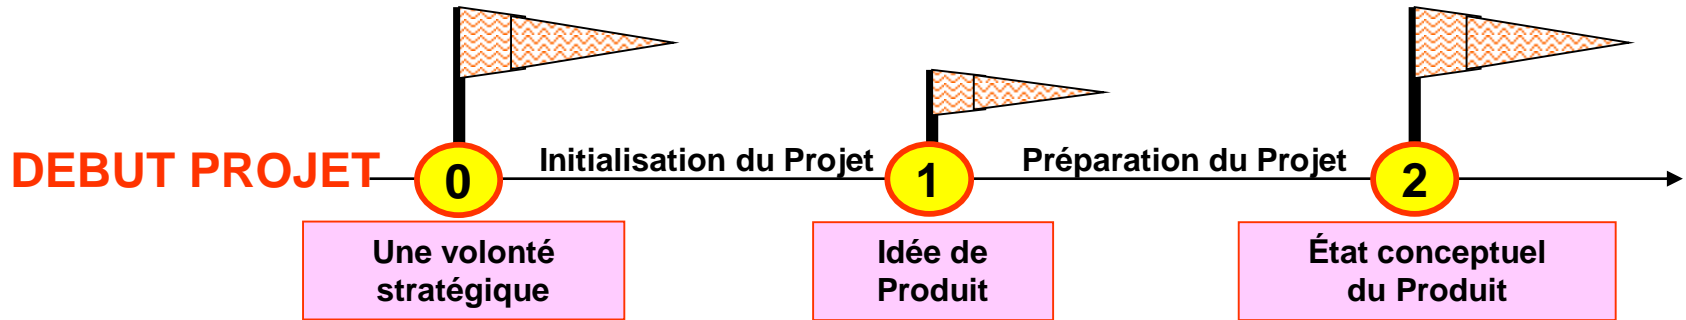 DEBUT PROJET
0
Initialisation du Projet
1
Préparation du Projet
2
Une volonté
stratégique
Idée de
Produit
État conceptuel
du Produit